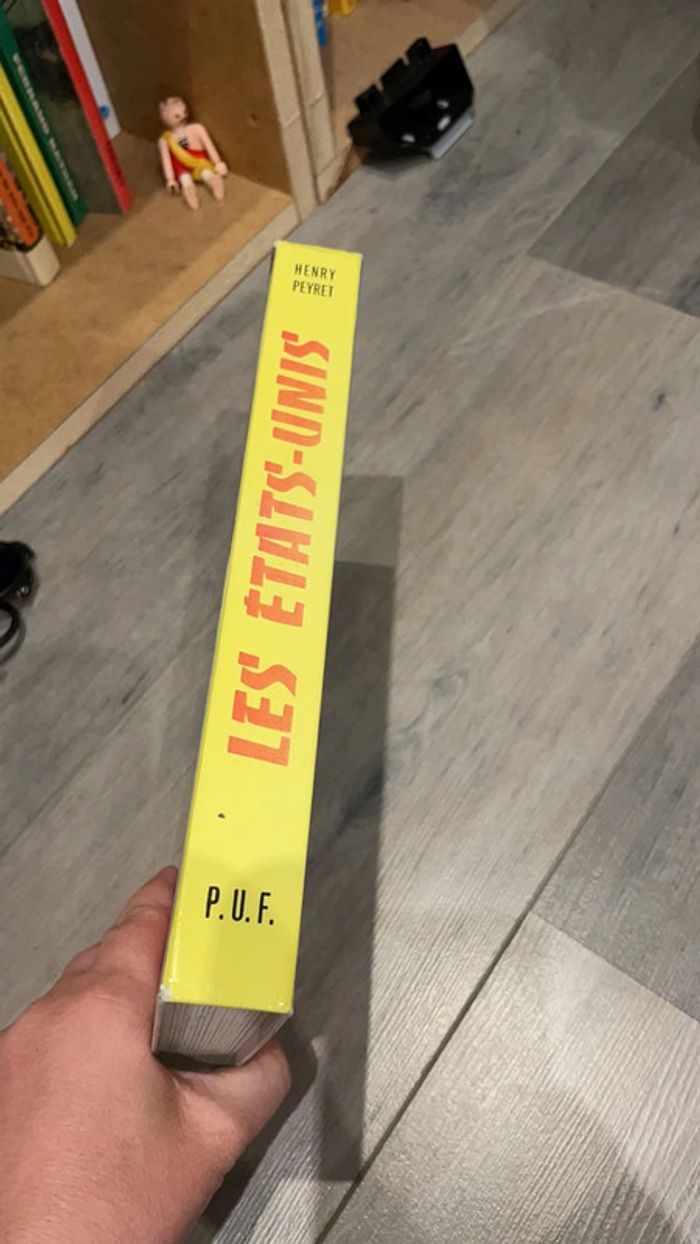 HENRY
PEYRET
LES ÉTATS-UNIS
P.U.F.